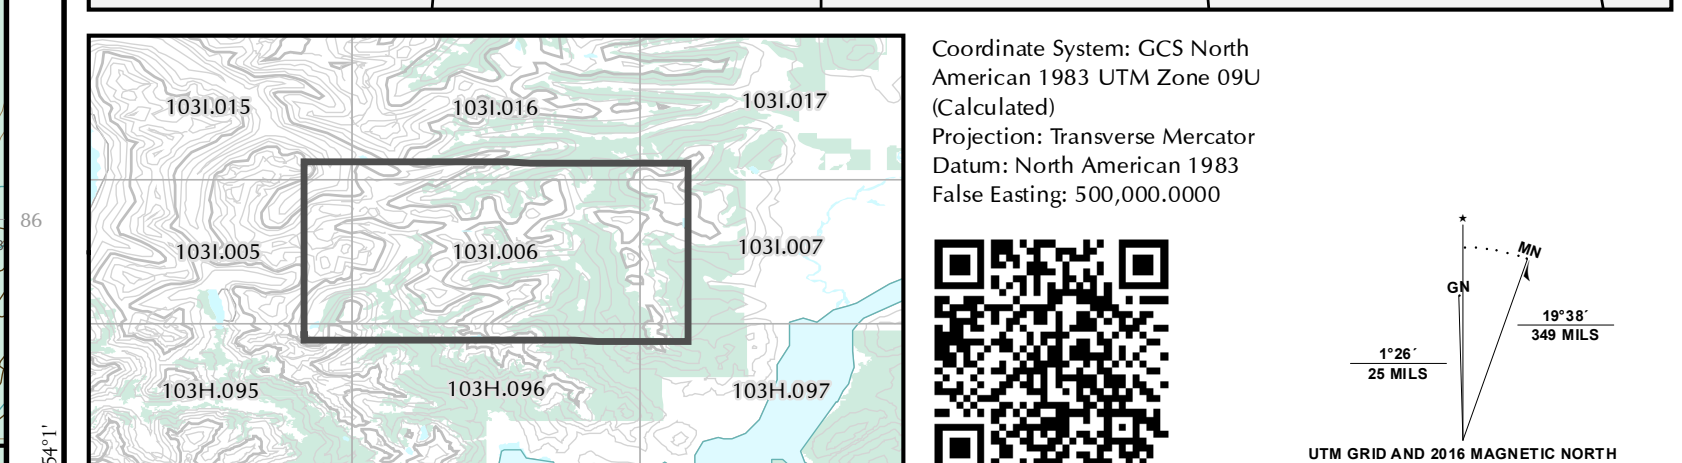 103I.015
103I.016
103I.017
86
103I.005
103I.006
103I.007
103H.095
103H.096
103H.097
54°1'
Coordinate System: GCS North
American 1983 UTM Zone 09U
(Calculated)
Projection: Transverse Mercator
Datum: North American 1983
False Easting: 500,000.0000
MN
GN
19°38´
349 MILS
1°26´
25 MILS
UTM GRID AND 2016 MAGNETIC NORTH